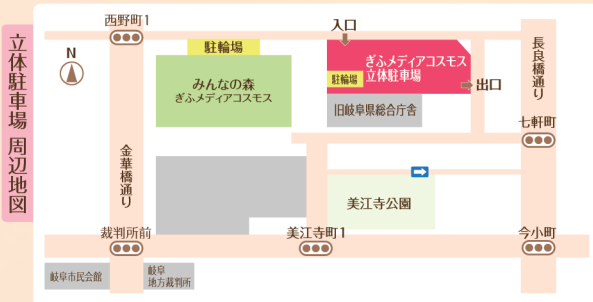 立体駐車場 周辺地図
西野町1
入口
N
駐輪場
ぎふメディアコスモス
立体駐車場
駐輪場
出口
長良橋通り
みんなの森
ぎふメディアコスモス
旧岐阜県総合庁舎
七軒町
金華橋通り
美江寺公園
裁判所前
美江寺町1
今小町
岐阜市民会館
岐阜
地方裁判所